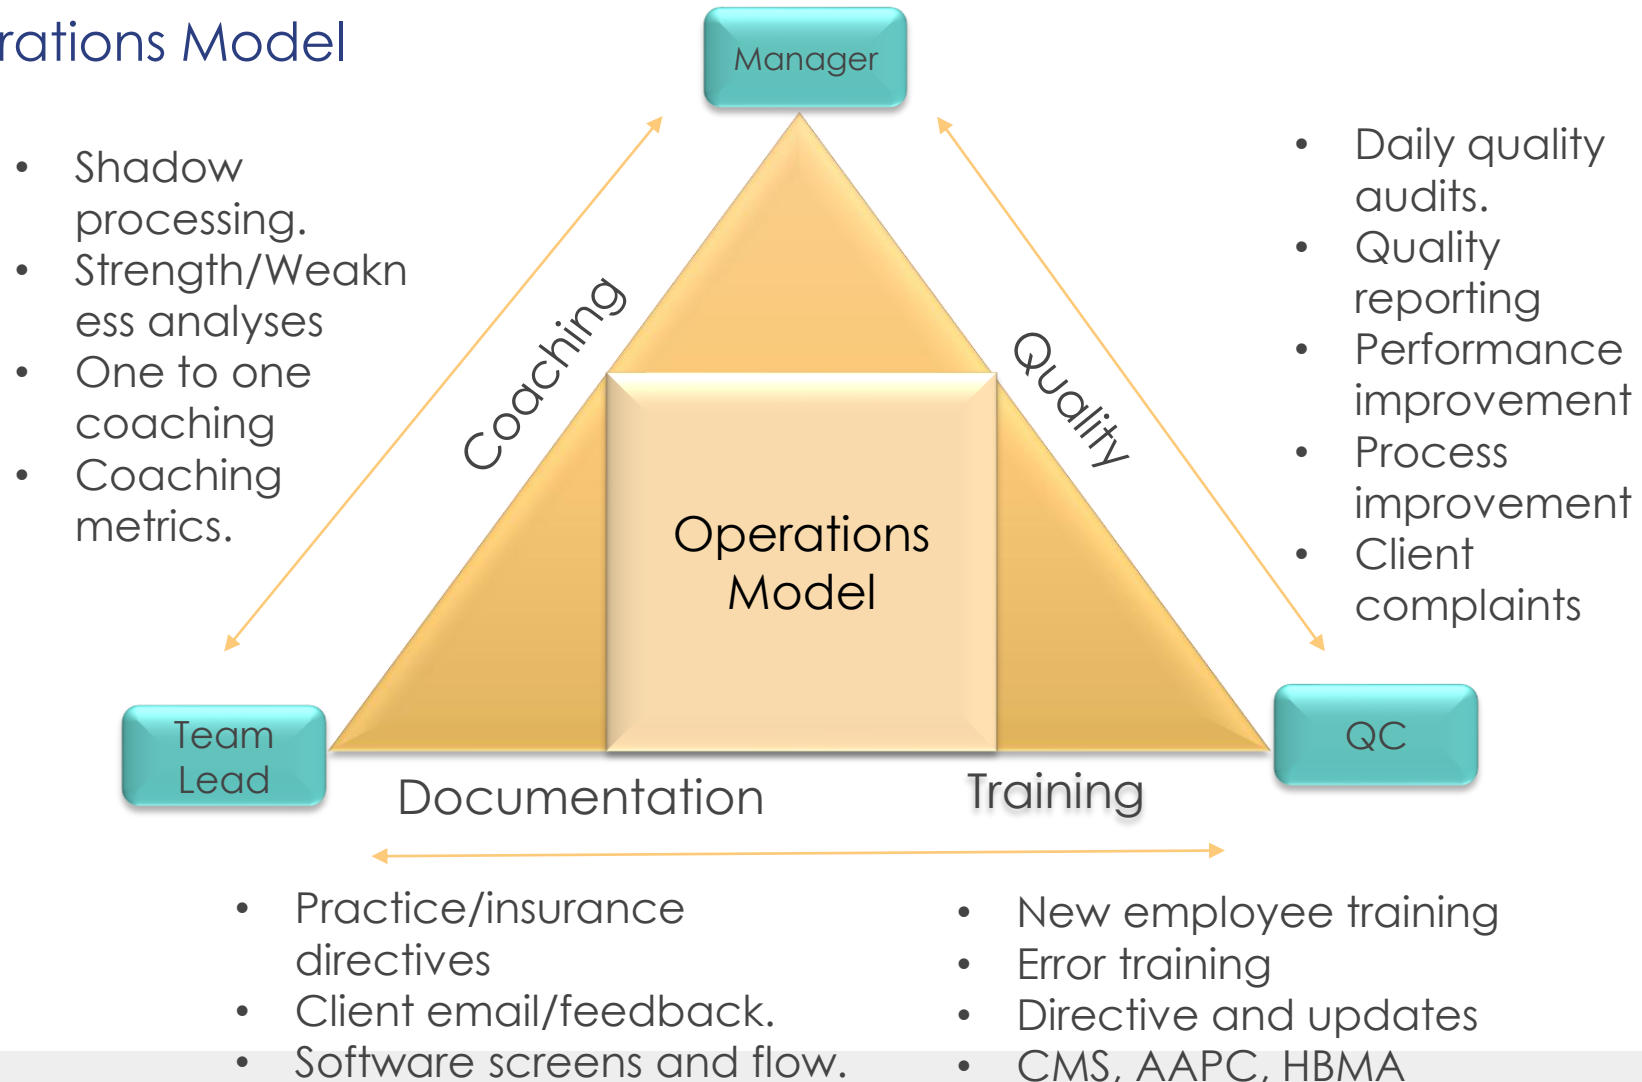 rations Model
Manager
• Shadow
processing.
• Strength/Weakn
ess analyses
• One to one
coaching
• Coaching
metrics.
Coaching
Quality
• Daily quality
audits.
• Quality
reporting
• Performance
improvement
• Process
improvement
• Client
complaints
Operations
Model
Team
Lead
QC
Documentation
Training
• Practice/insurance
directives
• Client email/feedback.
• Software screens and flow.
• New employee training
• Error training
• Directive and updates
• CMS, AAPC, HBMA